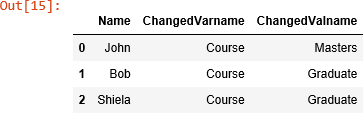 Out[15]:
Name ChangedVarname ChangedValname
0 John Course Masters
1 Bob Course Graduate
2 Shiela Course Graduate